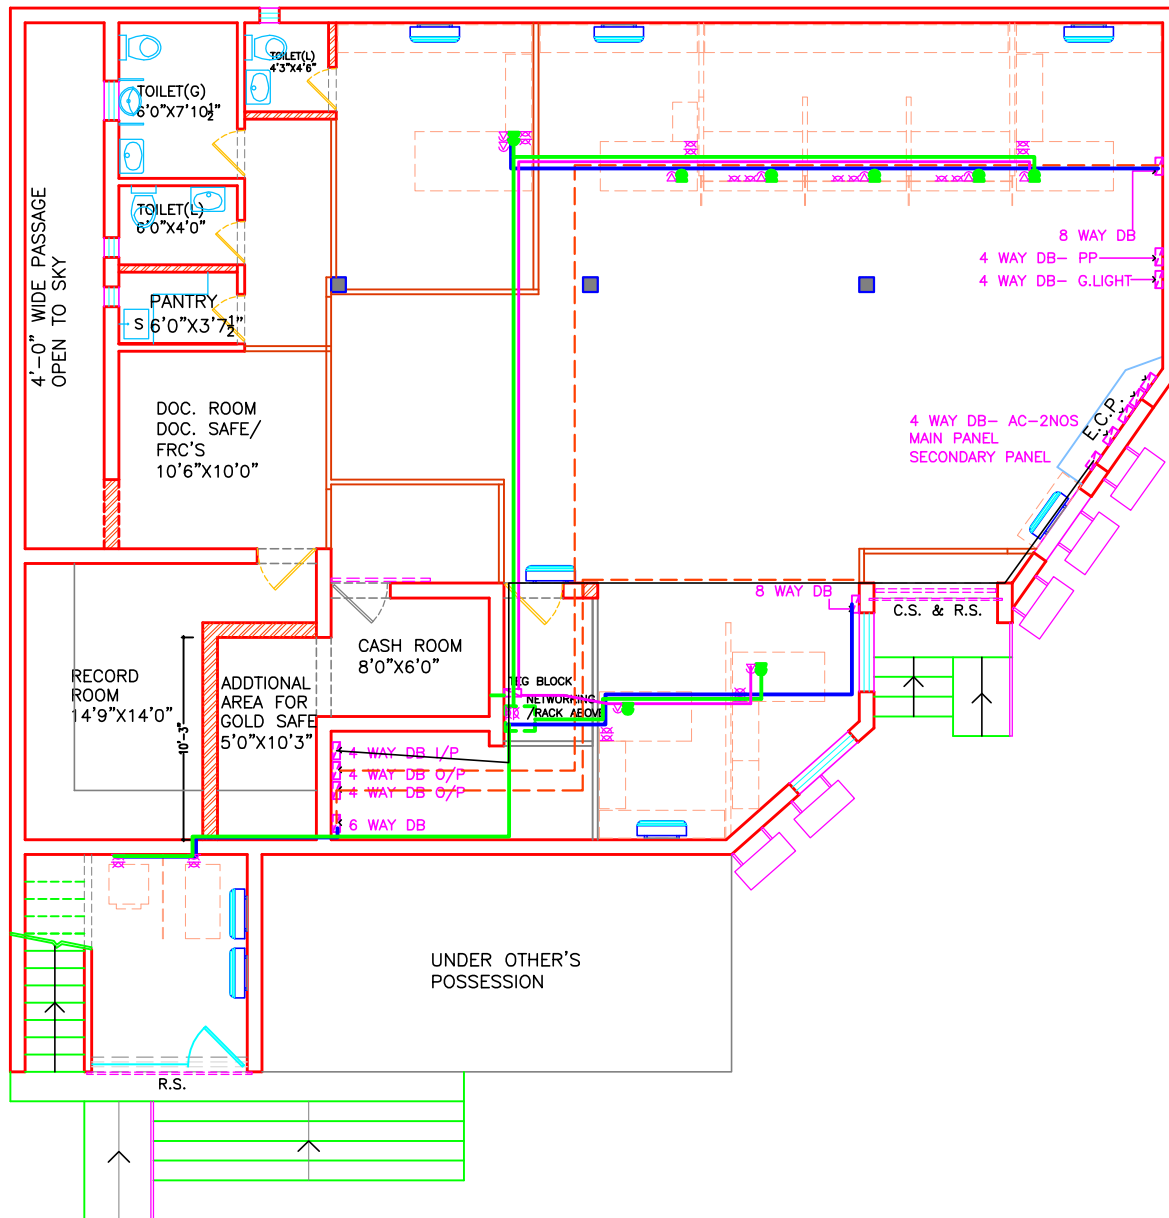 TOILET(L)
4'3"X4'6"
TOILET(G)
6'0"X7'10½"
TOILET(L)
6'0"X4'0"
PANTRY
6'0"X3'7½"
S
4'-0" WIDE PASSAGE
OPEN TO SKY
DOC. ROOM
DOC. SAFE/
FRC'S
10'6"X10'0"
8 WAY DB
4 WAY DB- PP
4 WAY DB- G.LIGHT
4 WAY DB- AC-2NOS
MAIN PANEL
SECONDARY PANEL
E.C.P.
8 WAY DB
C.S. & R.S.
CASH ROOM
8'0"X6'0"
RECORD
ROOM
14'9"X14'0"
10'-3"
ADDTIONAL
AREA FOR
GOLD SAFE
5'0"X10'3"
BLOCK
NETWORKING
/RACK ABOVE
4 WAY DB I/P
4 WAY DB O/P
4 WAY DB O/P
6 WAY DB
UNDER OTHER'S
POSSESSION
R.S.